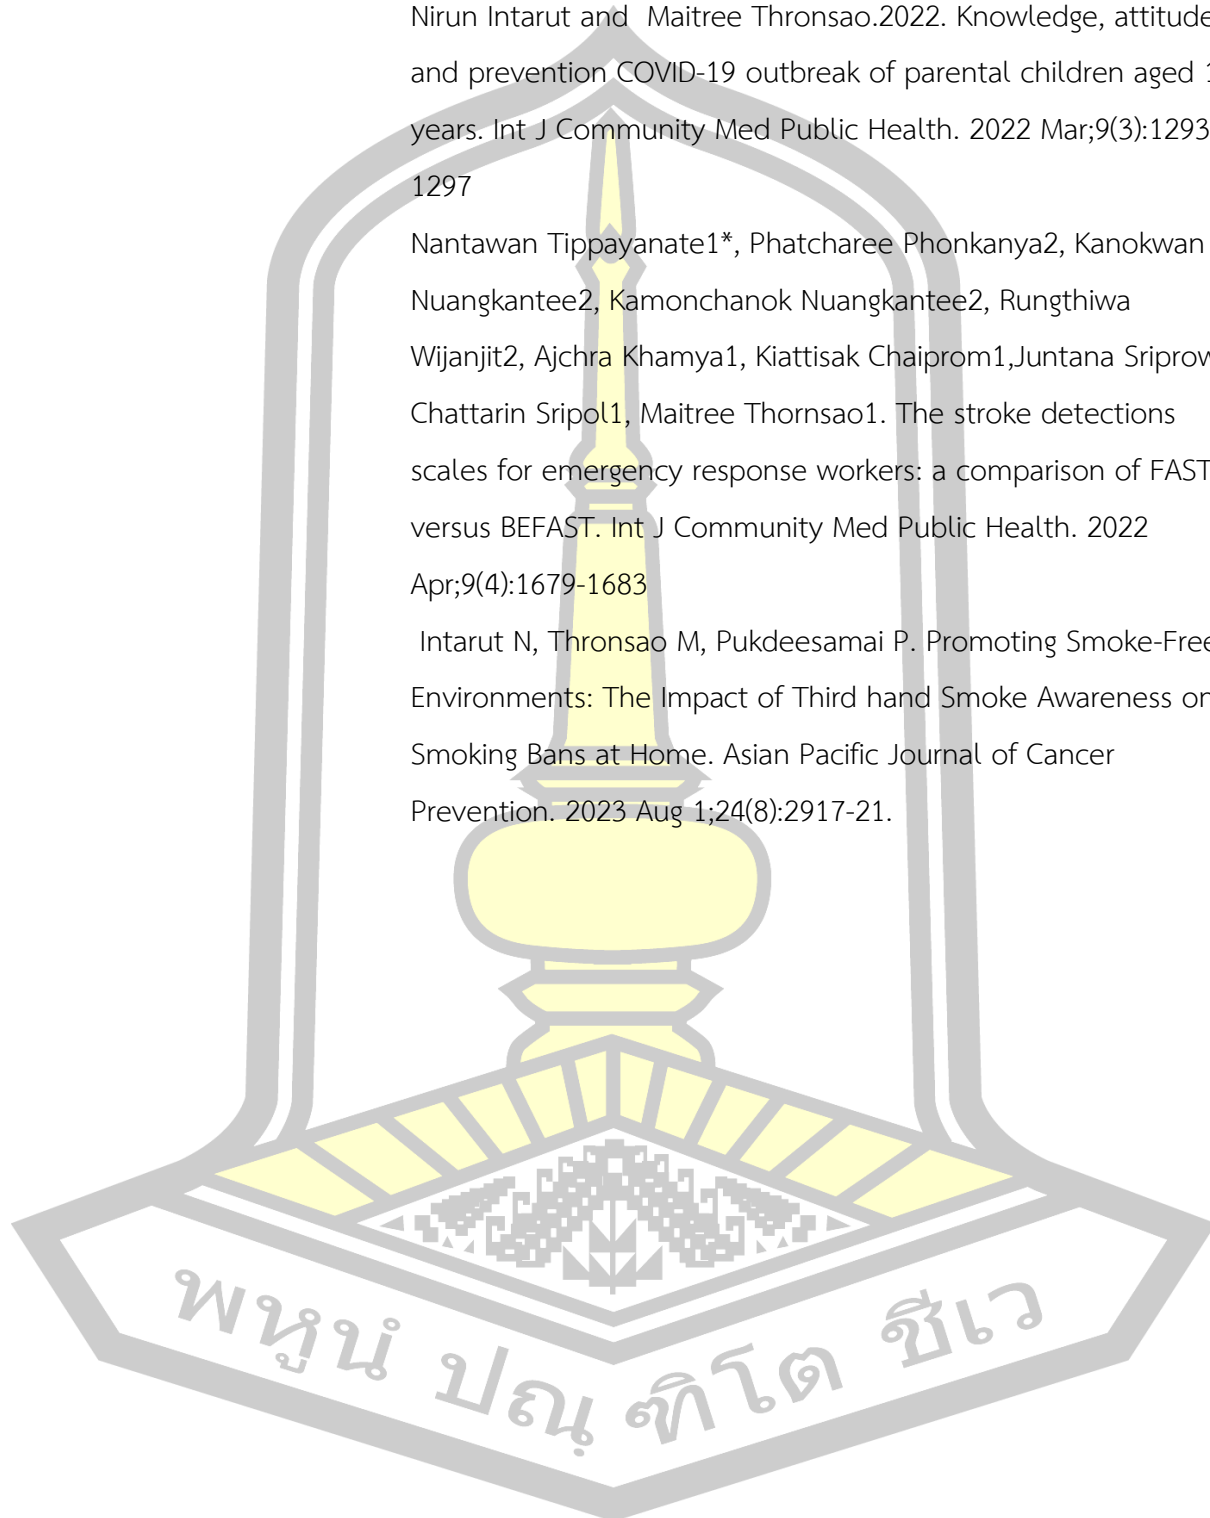 Nirun Intarut and  Maitree Thronsao.2022. Knowledge, attitude
and prevention COVID-19 outbreak of parental children aged 1
years. Int J Community Med Public Health. 2022 Mar;9(3):1293
1297
Nantawan Tippayanate1*, Phatcharee Phonkanya2, Kanokwan
Nuangkantee2, Kamonchanok Nuangkantee2, Rungthiwa
Wijanjit2, Ajchra Khamya1, Kiattisak Chaiprom1,Juntana Sriprow
Chattarin Sripol1, Maitree Thornsao1. The stroke detections
scales for emergency response workers: a comparison of FAST
versus BEFAST. Int J Community Med Public Health. 2022
Apr;9(4):1679-1683
Intarut N, Thronsao M, Pukdeesamai P. Promoting Smoke-Free
Environments: The Impact of Third hand Smoke Awareness on
Smoking Bans at Home. Asian Pacific Journal of Cancer
Prevention. 2023 Aug 1;24(8):2917-21.
พหูนํ ปณฺฑิโต ชีเว